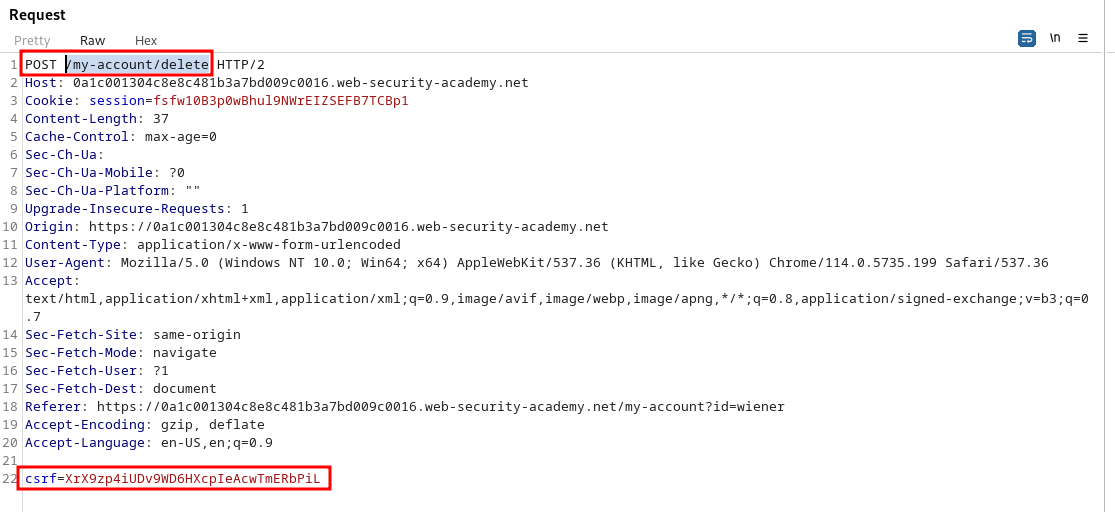 Request
Pretty Raw Hex \n
1 POST /my-account/delete HTTP/2
2 Host: 0a1c001304c8e8c481b3a7bd009c0016.web-security-academy.net
3 Cookie: session=fsfw10B3p0wBhul9NWrEIZSEFB7TCBp1
4 Content-Length: 37
5 Cache-Control: max-age=0
6 Sec-Ch-Ua:
7 Sec-Ch-Ua-Mobile: ?0
8 Sec-Ch-Ua-Platform: ""
9 Upgrade-Insecure-Requests: 1
10 Origin: https://0a1c001304c8e8c481b3a7bd009c0016.web-security-academy.net
11 Content-Type: application/x-www-form-urlencoded
12 User-Agent: Mozilla/5.0 (Windows NT 10.0; Win64; x64) AppleWebKit/537.36 (KHTML, like Gecko) Chrome/114.0.5735.199 Safari/537.36
13 Accept:
text/html,application/xhtml+xml,application/xml;q=0.9,image/avif,image/webp,image/apng,*/*;q=0.8,application/signed-exchange;v=b3;q=0
.7
14 Sec-Fetch-Site: same-origin
15 Sec-Fetch-Mode: navigate
16 Sec-Fetch-User: ?1
17 Sec-Fetch-Dest: document
18 Referer: https://0a1c001304c8e8c481b3a7bd009c0016.web-security-academy.net/my-account?id=wiener
19 Accept-Encoding: gzip, deflate
20 Accept-Language: en-US,en;q=0.9
21
22 csrf=XrX9zp4iUDv9WD6HXcpIeAcwTmERbPiL